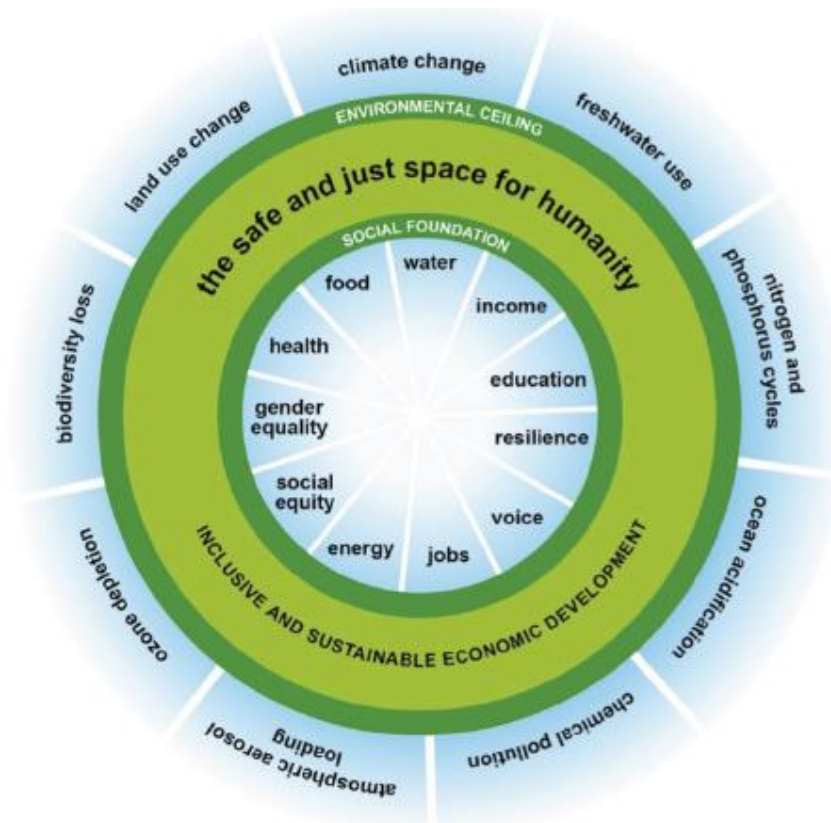 climate change
freshwater use
nitrogen and
phosphorus cycles
ocean acidification
chemical pollution
atmospheric aerosol
loading
ozone depletion
biodiversity loss
land use change
ENVIRONMENTAL CEILING
the safe and just space for humanity
SOCIAL FOUNDATION
water
income
education
resilience
voice
jobs
energy
social
equity
gender
equality
health
food
INCLUSIVE AND SUSTAINABLE ECONOMIC DEVELOPMENT